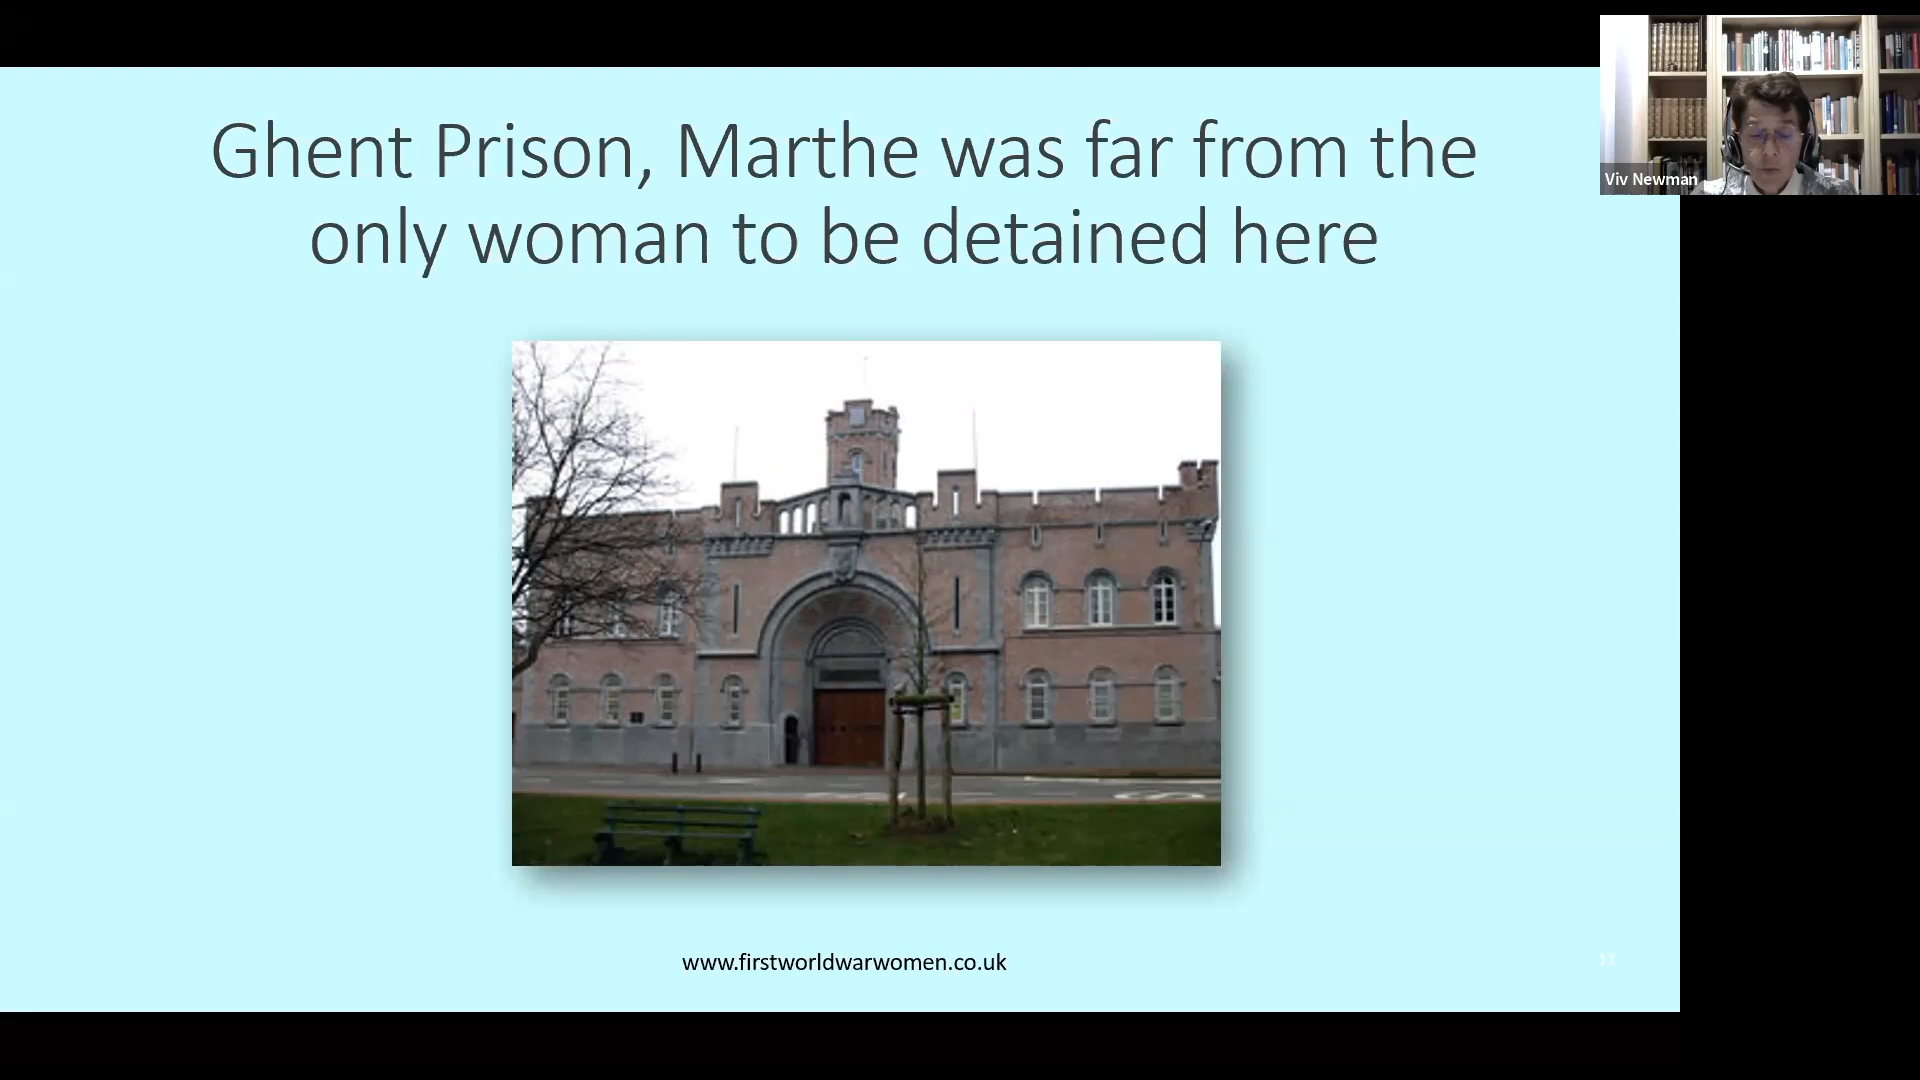 Ghent Prison, Marthe was far from the
only woman to be detained here
Viv Newman
www.firstworldwarwomen.co.uk
11